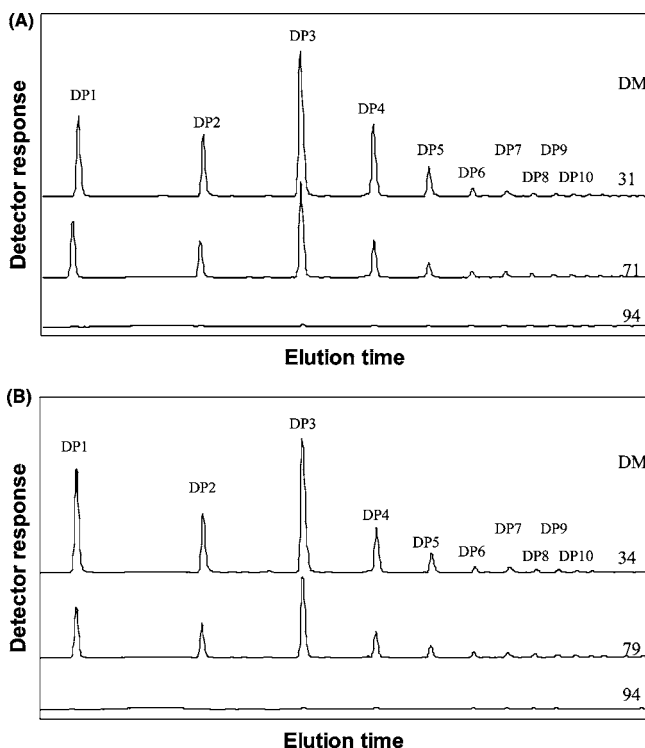 (A)
DP3
DM
DP1
DP2
DP4
DP5
DP7
DP9
DP6
DP8
DP10
31
71
94
Detector response
Elution time
(B)
DP3
DP1
DM
DP2
DP4
DP7
DP9
DP5
DP6
DP8
DP10
34
79
94
Detector response
Elution time